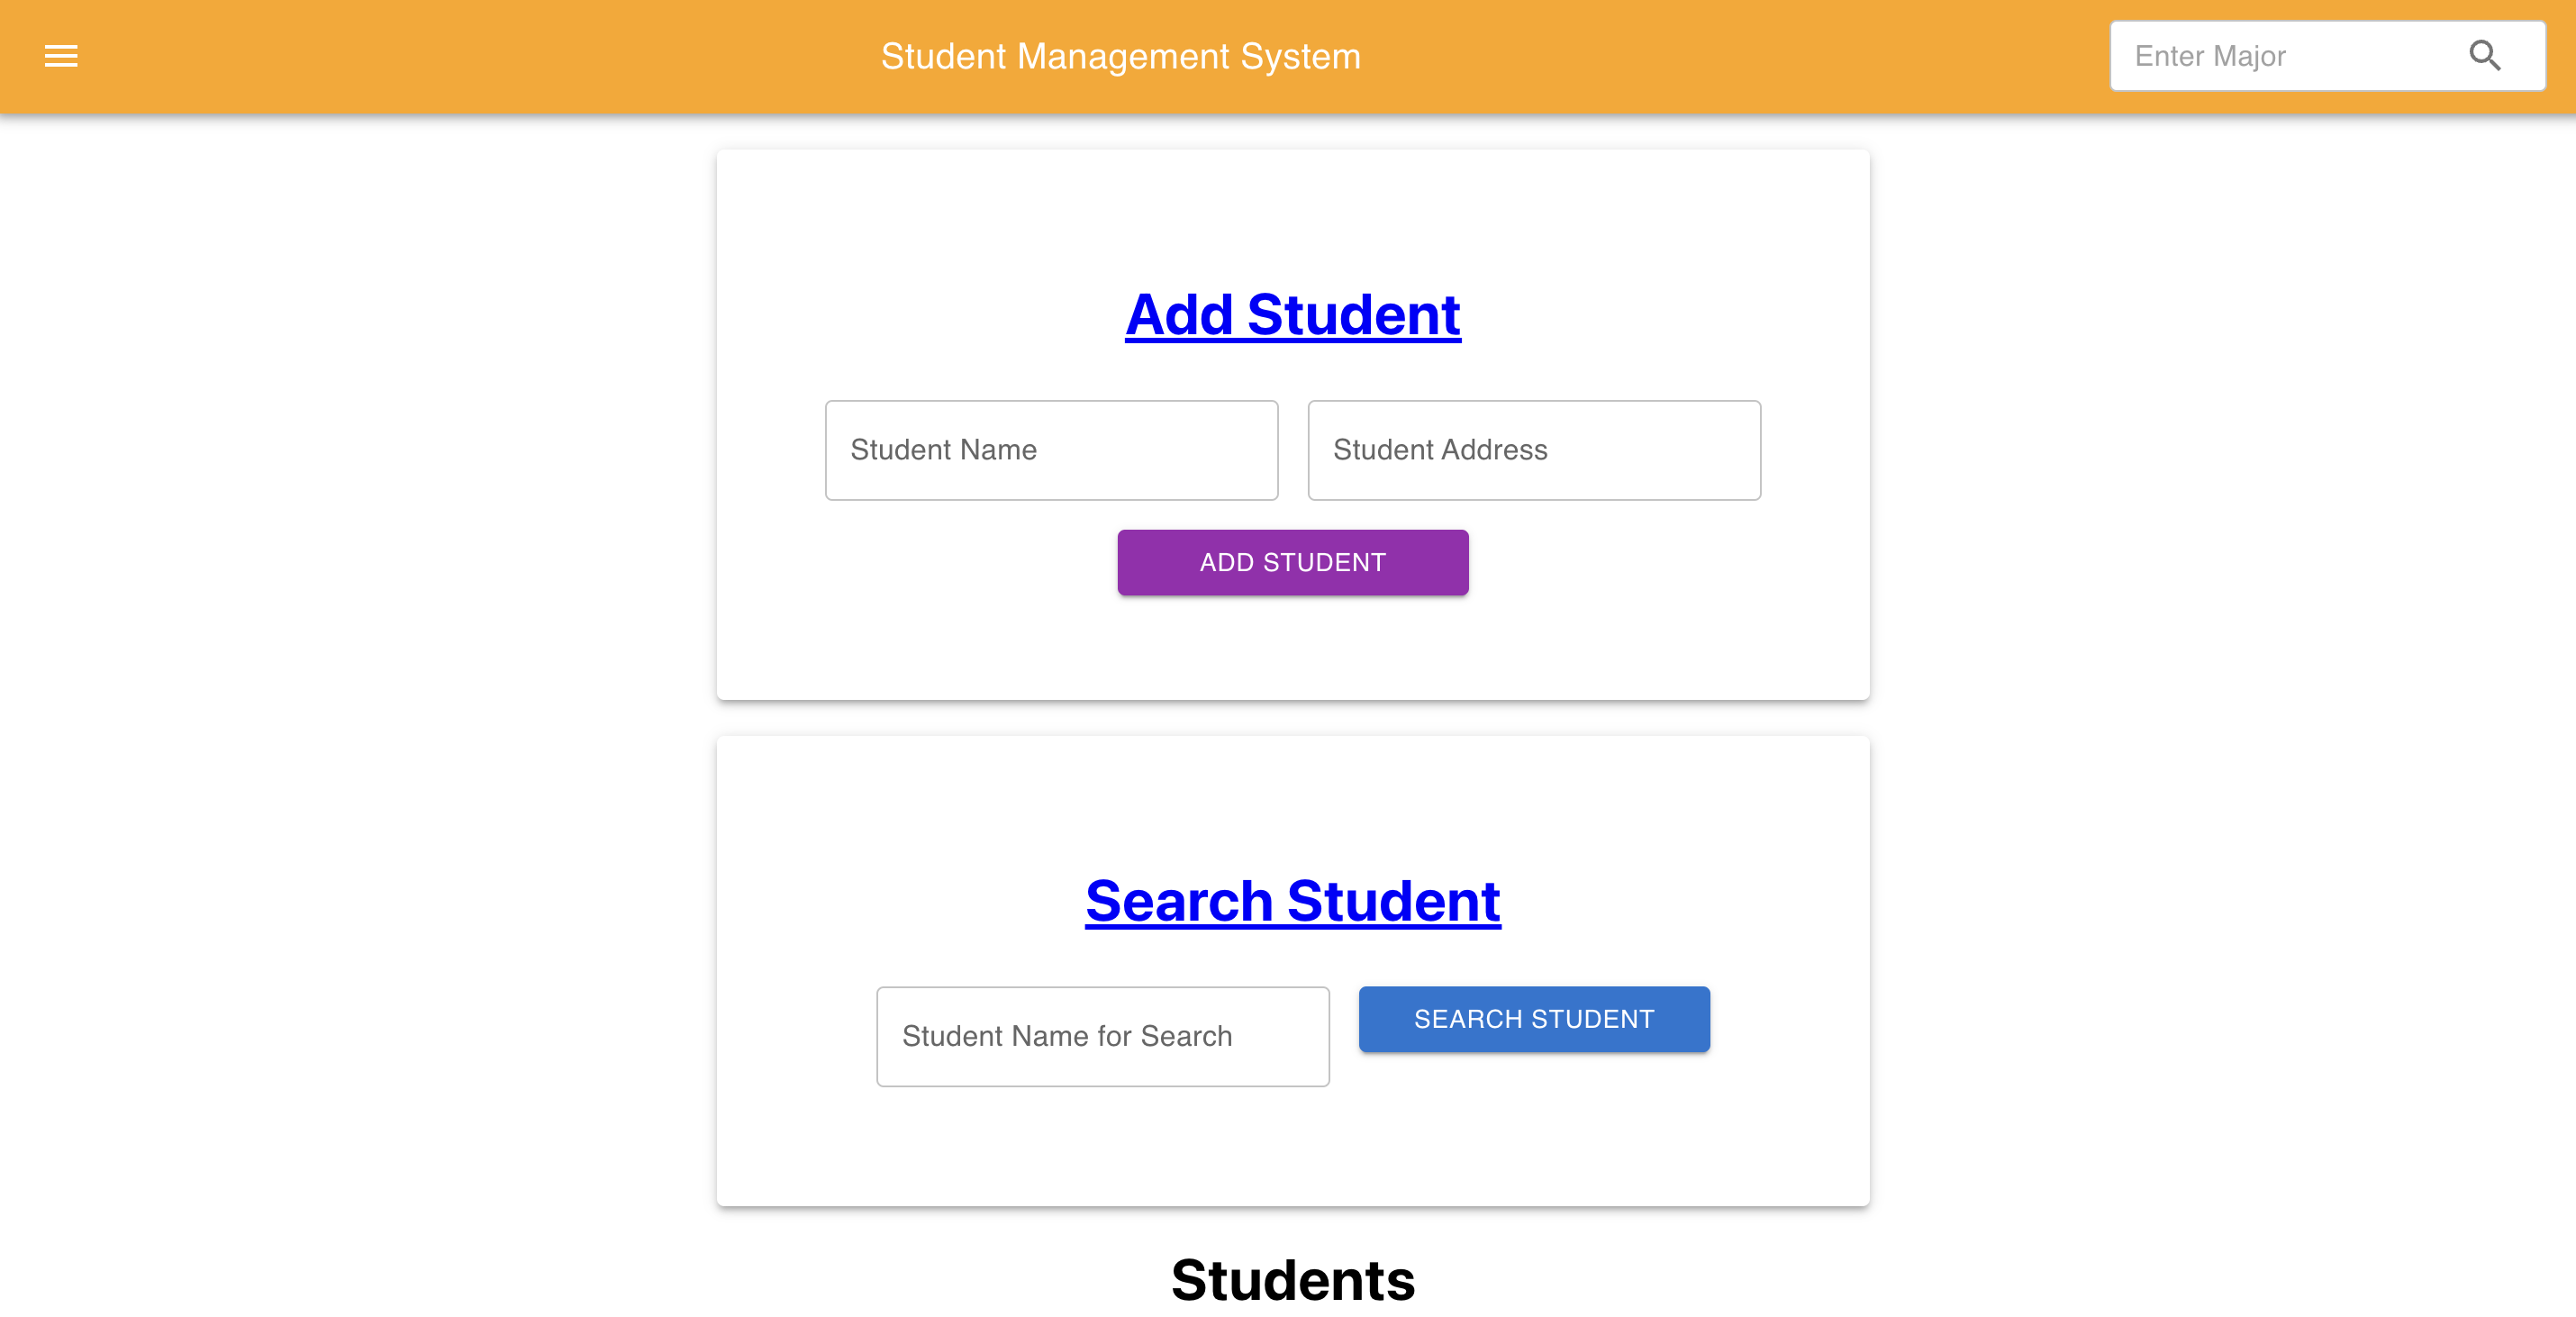 Student Management System
Enter Major
Add Student
Student Name
Student Address
ADD STUDENT
Search Student
Student Name for Search
SEARCH STUDENT
Students